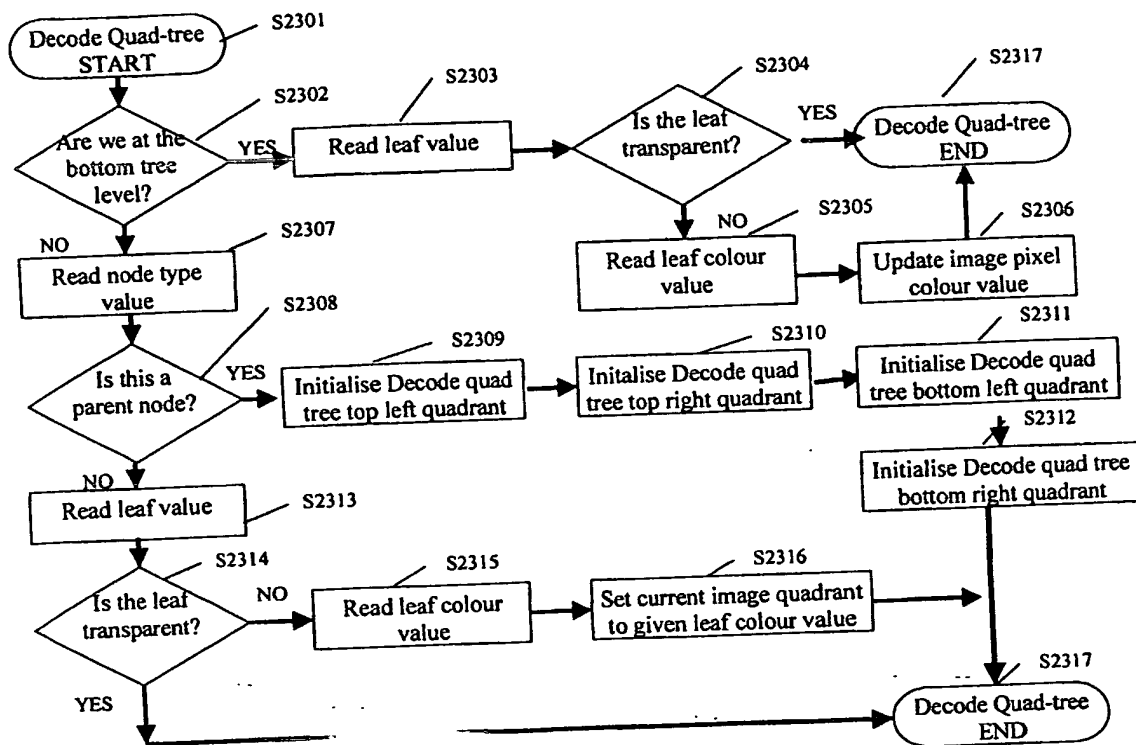 S2301
Decode Quad-tree
START
S2302
Are we at the
bottom tree
level?
YES
S2303
Read leaf value
S2304
Is the leaf
transparent?
YES
S2317
Decode Quad-tree
END
NO
S2305
Read leaf colour
value
S2306
Update image pixel
colour value
NO
S2307
Read node type
value
S2308
Is this a
parent node?
YES
S2309
Initialise Decode quad
tree top left quadrant
S2310
Initalise Decode quad
tree top right quadrant
S2311
Initialise Decode quad
tree bottom left quadrant
S2312
Initialise Decode quad tree
bottom right quadrant
NO
Read leaf value
S2313
S2314
Is the leaf
transparent?
NO
S2315
Read leaf colour
value
S2316
Set current image quadrant
to given leaf colour value
YES
S2317
Decode Quad-tree
END